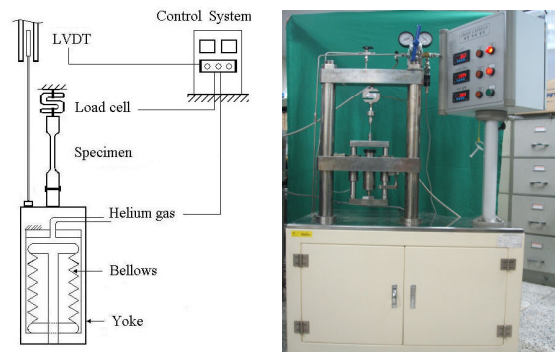 Control System
LVDT
Load cell
Specimen
Helium gas
Bellows
Yoke